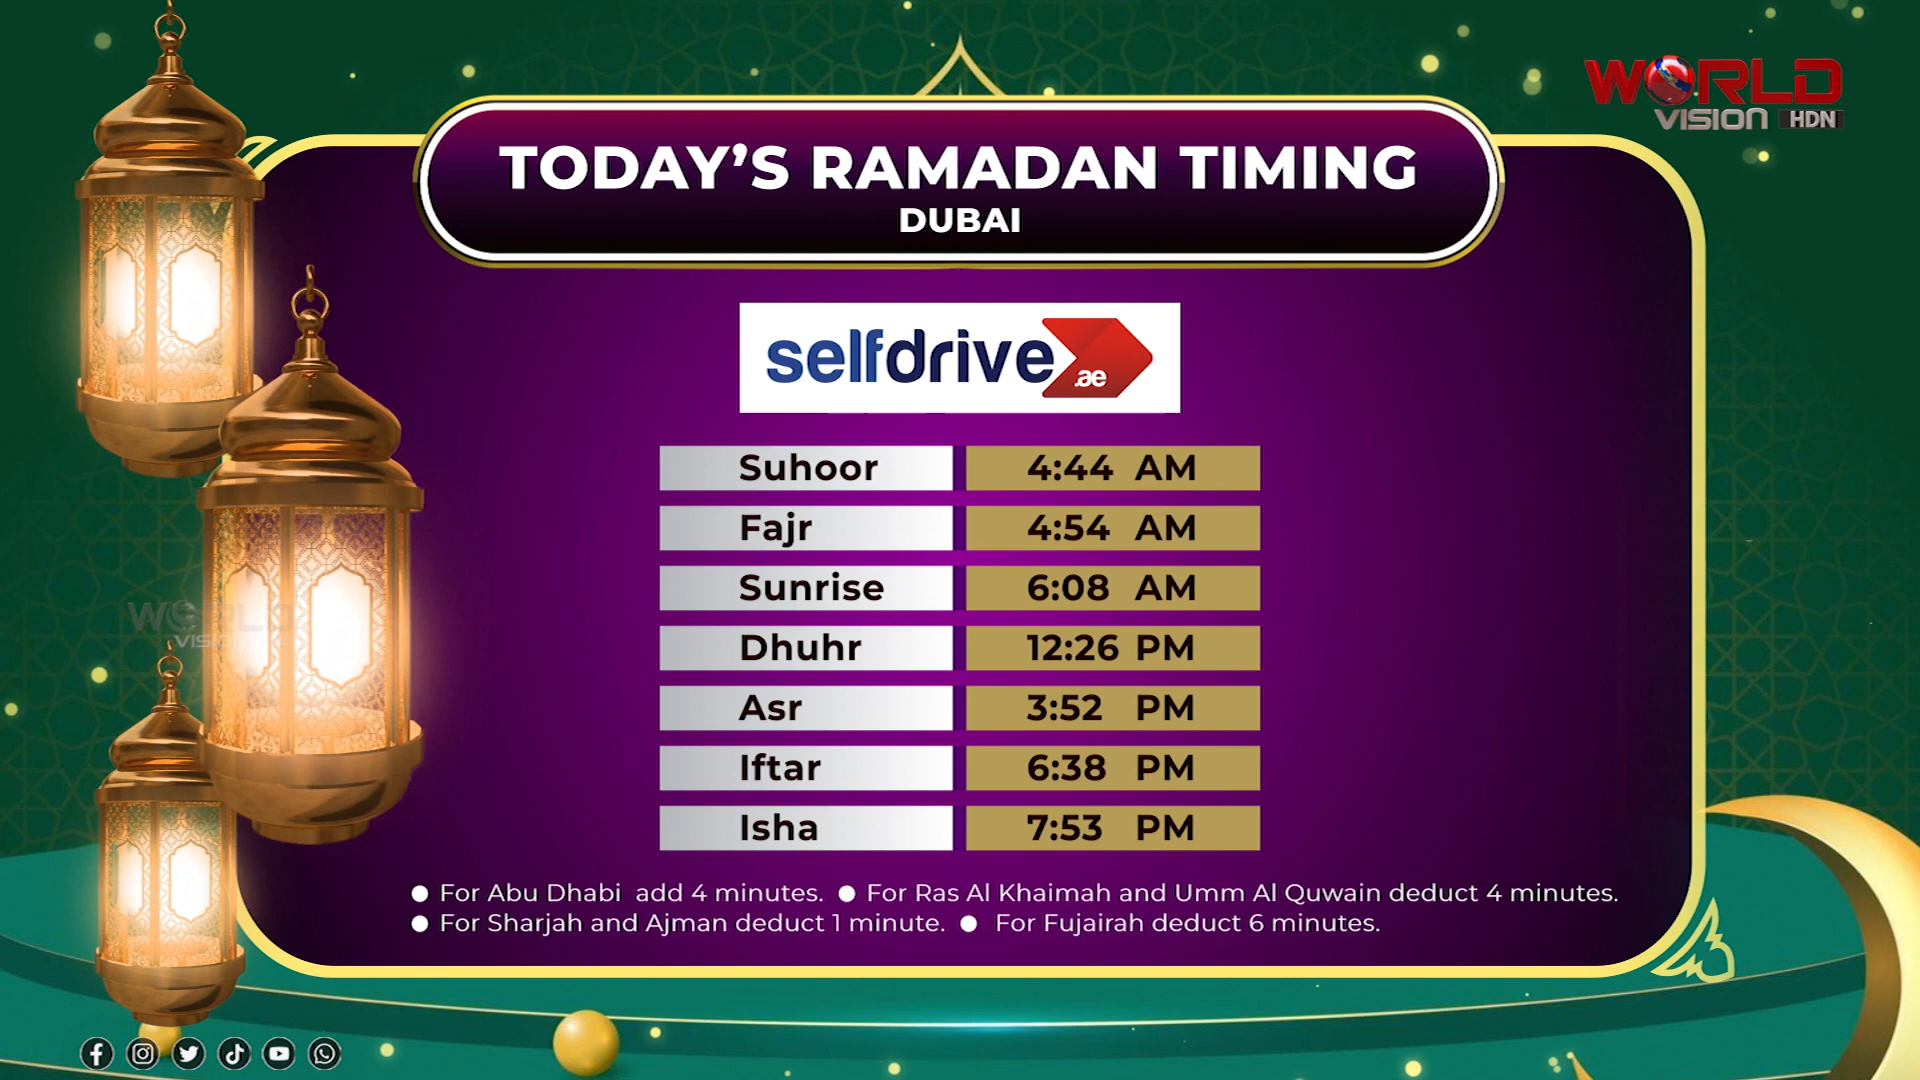 WORLD
VISION HDN
TODAY'S RAMADAN TIMING
DUBAI
selfdrive.ae
Suhoor 4:44 AM
Fajr 4:54 AM
Sunrise 6:08 AM
Dhuhr 12:26 PM
Asr 3:52 PM
Iftar 6:38 PM
Isha 7:53 PM
WORLD
VISION
● For Abu Dhabi add 4 minutes. ● For Ras Al Khaimah and Umm Al Quwain deduct 4 minutes.
● For Sharjah and Ajman deduct 1 minute. ● For Fujairah deduct 6 minutes.